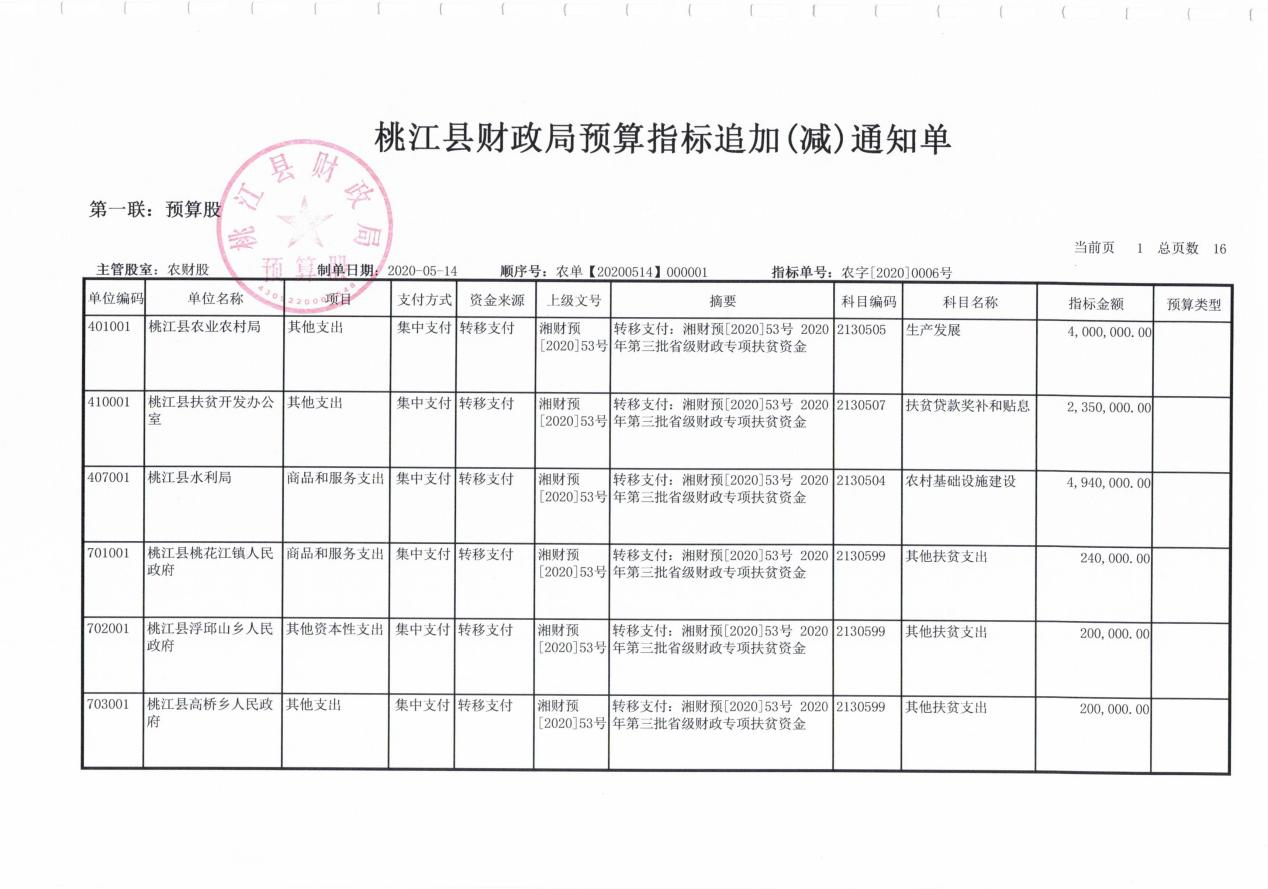 桃江县财政局预算指标追加(减)通知单
桃江县财政局
预算股
第一联：预算股
当前页 1 总页数 16
主管股室：农财股 制单日期：2020-05-14 顺序号：农单【20200514】000001 指标单号：农字[2020]0006号
单位编码 单位名称 项目 支付方式 资金来源 上级文号 摘要 科目编码 科目名称 指标金额 预算类型
401001 桃江县农业农村局 其他支出 集中支付 转移支付 湘财预 转移支付：湘财预[2020]53号 2020 2130505 生产发展 4,000,000.00
[2020]53号 年第三批省级财政专项扶贫资金
410001 桃江县扶贫开发办公 其他支出 集中支付 转移支付 湘财预 转移支付：湘财预[2020]53号 2020 2130507 扶贫贷款奖补和贴息 2,350,000.00
室 [2020]53号 年第三批省级财政专项扶贫资金
407001 桃江县水利局 商品和服务支出 集中支付 转移支付 湘财预 转移支付：湘财预[2020]53号 2020 2130504 农村基础设施建设 4,940,000.00
[2020]53号 年第三批省级财政专项扶贫资金
701001 桃江县桃花江镇人民 商品和服务支出 集中支付 转移支付 湘财预 转移支付：湘财预[2020]53号 2020 2130599 其他扶贫支出 240,000.00
政府 [2020]53号 年第三批省级财政专项扶贫资金
702001 桃江县浮邱山乡人民 其他资本性支出 集中支付 转移支付 湘财预 转移支付：湘财预[2020]53号 2020 2130599 其他扶贫支出 200,000.00
政府 [2020]53号 年第三批省级财政专项扶贫资金
703001 桃江县高桥乡人民政 其他支出 集中支付 转移支付 湘财预 转移支付：湘财预[2020]53号 2020 2130599 其他扶贫支出 200,000.00
府 [2020]53号 年第三批省级财政专项扶贫资金